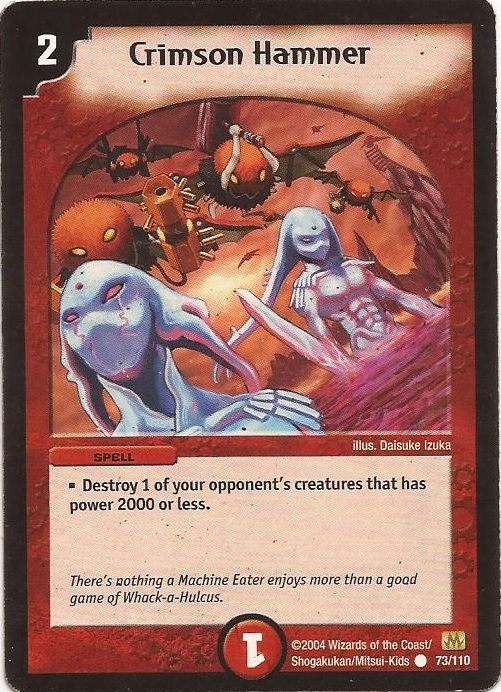 2
Crimson Hammer
illus. Daisuke Izuka
SPELL
▪ Destroy 1 of your opponent's creatures that has
power 2000 or less.
There's nothing a Machine Eater enjoys more than a good
game of Whack-a-Hulcus.
1
©2004 Wizards of the Coast/
Shogakukan/Mitsui-Kids ● 73/110